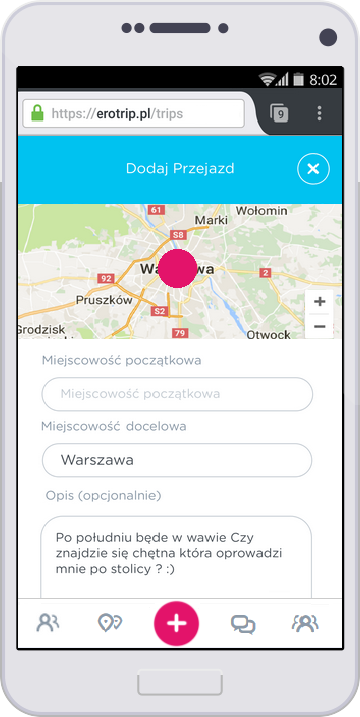 8:02
https://erotrip.pl/trips
9
Dodaj Przejazd
61
Wołomin
Marki
S8
Wa wa
92
2
Pruszków
S2
+
Grodzisk
79
Otwock
−
Miejscowość początkowa
Miejscowość początkowa
Miejscowość docelowa
Warszawa
Opis (opcjonalnie)
Po południu będe w wawie Czy
znajdzie się chętna która oprowadzi
mnie po stolicy ? :)